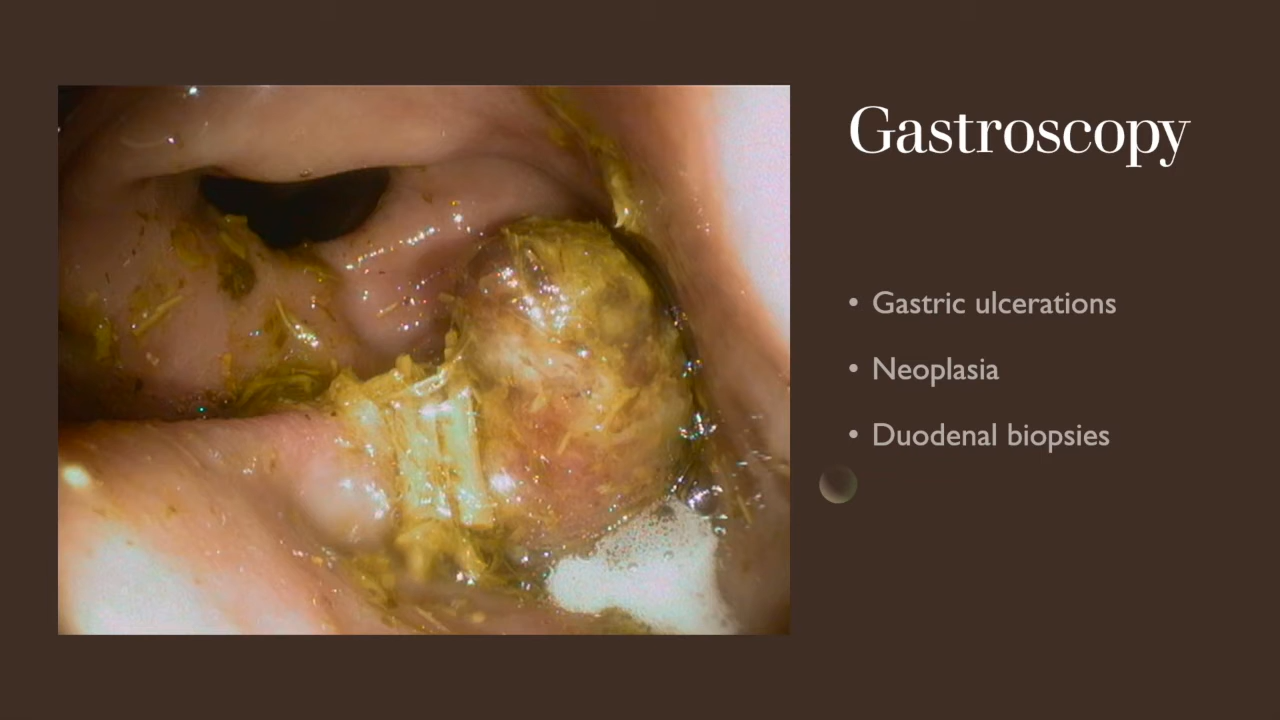 Gastroscopy
• Gastric ulcerations
• Neoplasia
• Duodenal biopsies